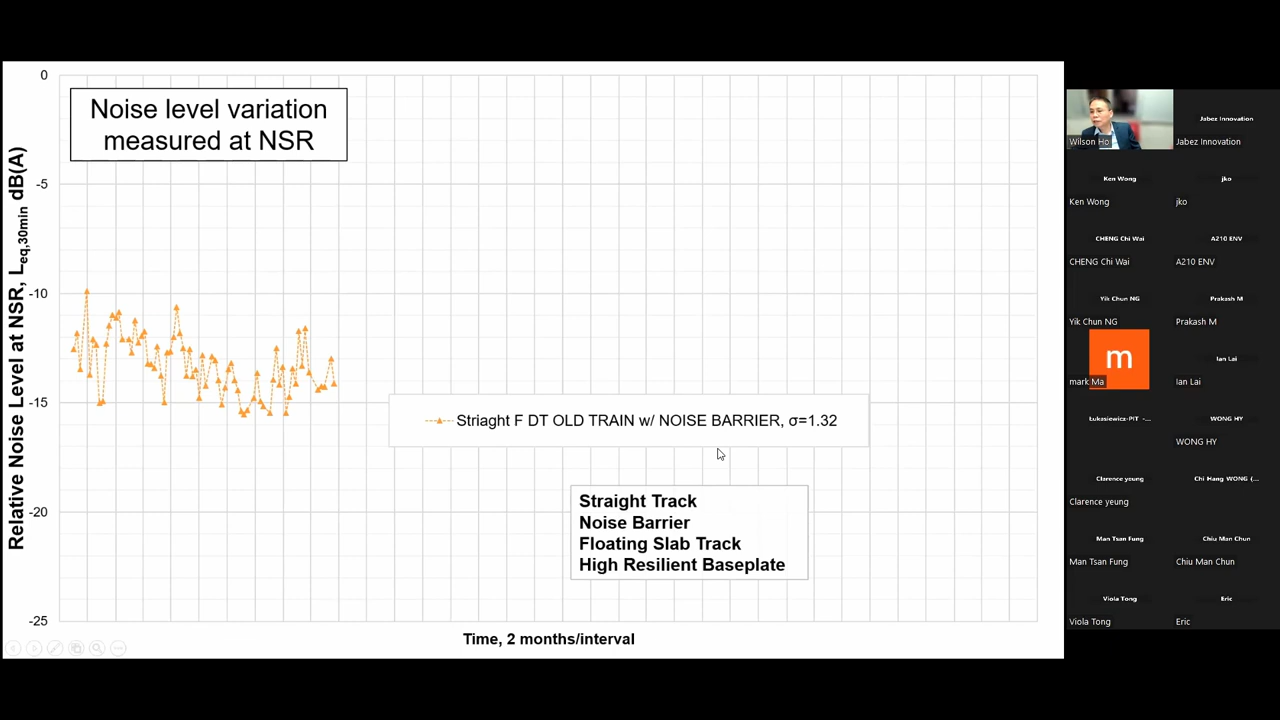 0
-5
-10
-15
-20
-25
Relative Noise Level at NSR, Leq,30min dB(A)
Noise level variation
measured at NSR
Striaght F DT OLD TRAIN w/ NOISE BARRIER, σ=1.32
Straight Track
Noise Barrier
Floating Slab Track
High Resilient Baseplate
Time, 2 months/interval
Wilson Ho
Jabez Innovation
Jabez Innovation
Ken Wong
Ken Wong
jko
jko
CHENG Chi Wai
CHENG Chi Wai
A210 ENV
A210 ENV
Yik Chun NG
Yik Chun NG
Prakash M
Prakash M
m
mark Ma
Ian Lai
Ian Lai
Łukasiewicz-PIT -...
WONG HY
WONG HY
Clarence yeung
Clarence yeung
Chi Hang WONG (...
Man Tsan Fung
Man Tsan Fung
Chiu Man Chun
Chiu Man Chun
Viola Tong
Viola Tong
Eric
Eric